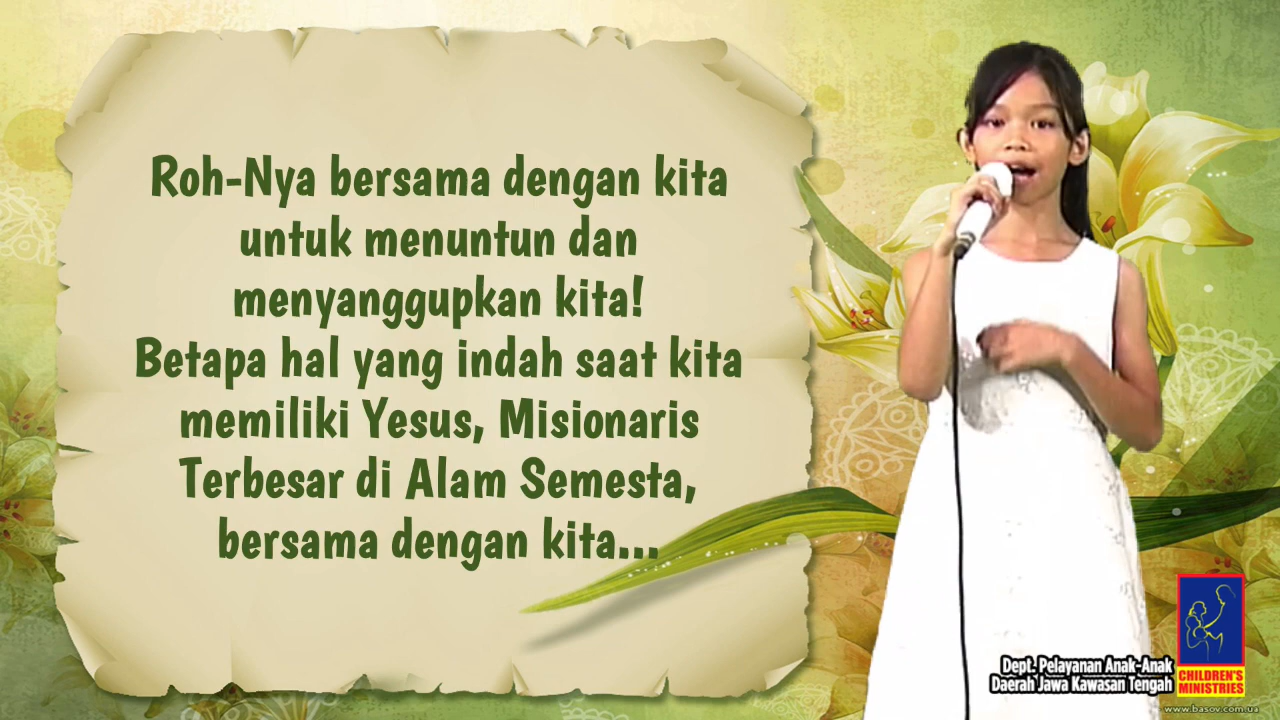 Roh-Nya bersama dengan kita
untuk menuntun dan
menyanggupkan kita!
Betapa hal yang indah saat kita
memiliki Yesus, Misionaris
Terbesar di Alam Semesta,
bersama dengan kita...
Dept. Pelayanan Anak-Anak
Daerah Jawa Kawasan Tengah
CHILDREN'S
MINISTRIES
www.basov.com.ua